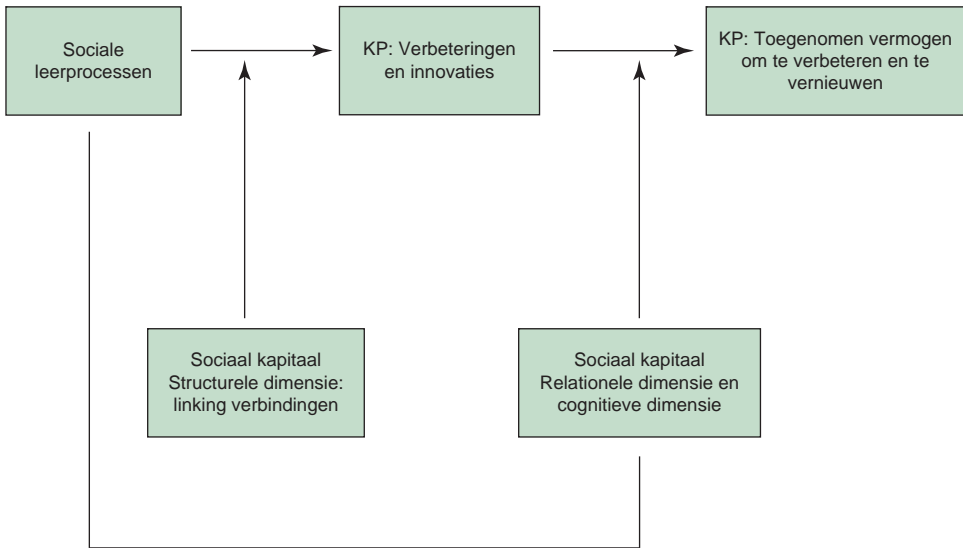 Sociale
leerprocessen
KP: Verbeteringen
en innovaties
KP: Toegenomen vermogen
om te verbeteren en te
vernieuwen
Sociaal kapitaal
Structurele dimensie:
linking verbindingen
Sociaal kapitaal
Relationele dimensie en
cognitieve dimensie